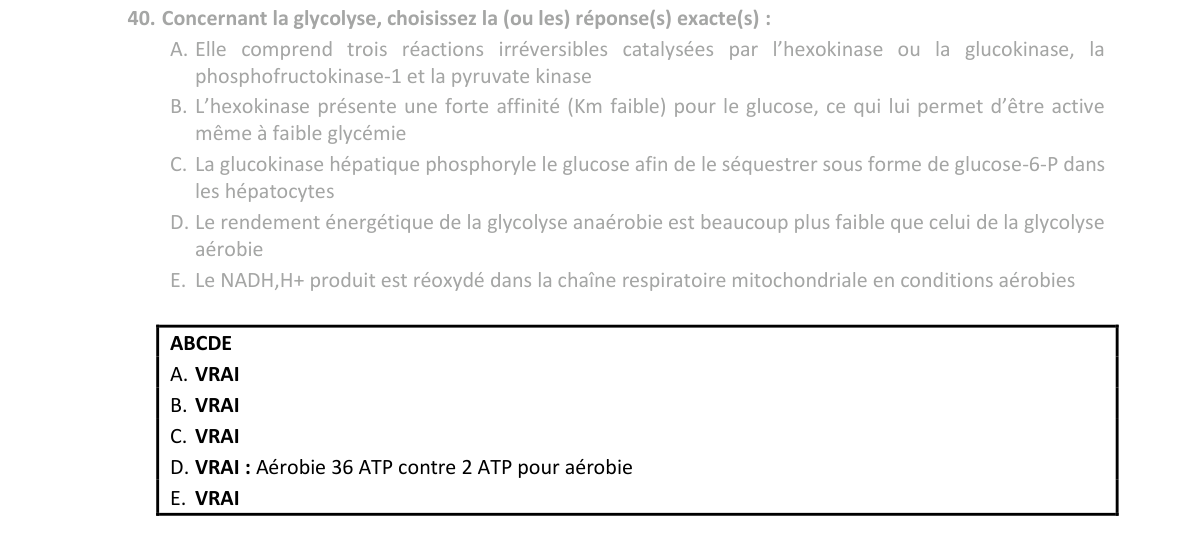 40. Concernant la glycolyse, choisissez la (ou les) réponse(s) exacte(s) :
A. Elle comprend trois réactions irréversibles catalysées par l’hexokinase ou la glucokinase, la
phosphofructokinase-1 et la pyruvate kinase
B. L’hexokinase présente une forte affinité (Km faible) pour le glucose, ce qui lui permet d’être active
même à faible glycémie
C. La glucokinase hépatique phosphoryle le glucose afin de le séquestrer sous forme de glucose-6-P dans
les hépatocytes
D. Le rendement énergétique de la glycolyse anaérobie est beaucoup plus faible que celui de la glycolyse
aérobie
E. Le NADH,H+ produit est réoxydé dans la chaîne respiratoire mitochondriale en conditions aérobies
ABCDE
A. VRAI
B. VRAI
C. VRAI
D. VRAI : Aérobie 36 ATP contre 2 ATP pour aérobie
E. VRAI